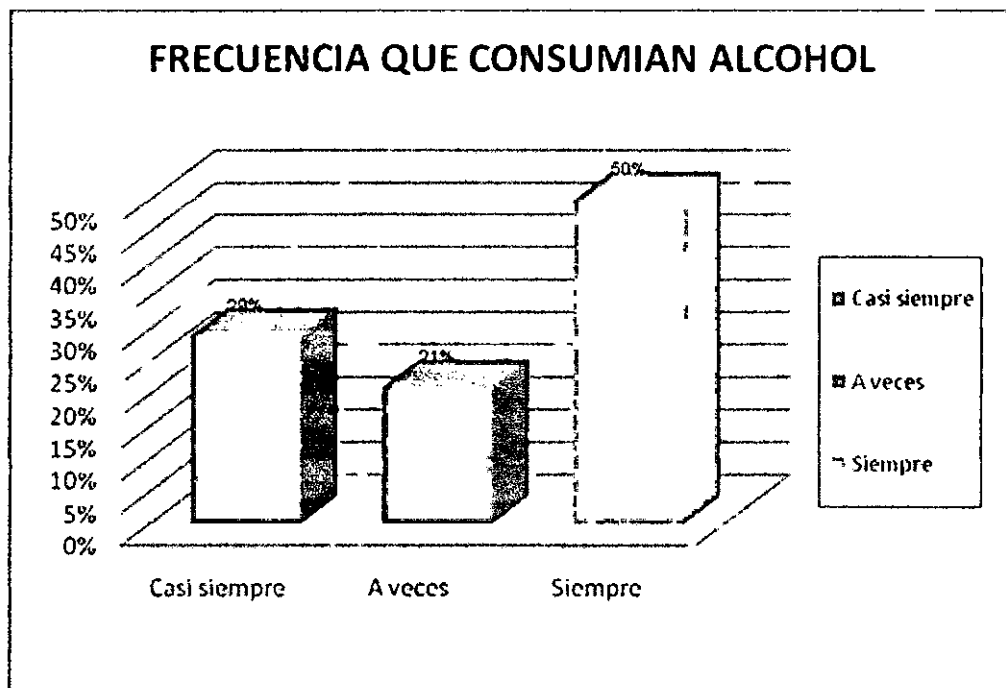 FRECUENCIA QUE CONSUMIAN ALCOHOL
50%
45%
40%
35%
30%
25%
20%
15%
10%
5%
0%
29%
21%
50%
Casi siempre
A veces
Siempre
Casi siempre
A veces
Siempre